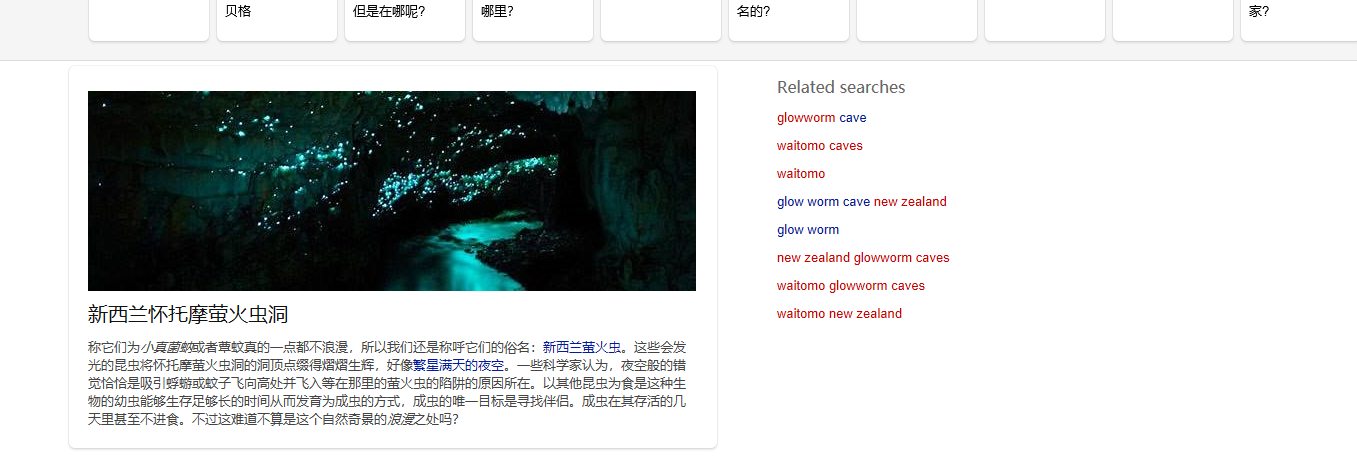 贝格
但是在哪呢?
哪里?
名的?
家?
新西兰怀托摩萤火虫洞
称它们为小真菌蚋或者蕈蚊真的一点都不浪漫，所以我们还是称呼它们的俗名：新西兰萤火虫。这些会发
光的昆虫将怀托摩萤火虫洞的洞顶点缀得熠熠生辉，好像繁星满天的夜空。一些科学家认为，夜空般的错
觉恰恰是吸引蜉蝣或蚊子飞向高处并飞入等在那里的萤火虫的陷阱的原因所在。以其他昆虫为食是这种生
物的幼虫能够生存足够长的时间从而发育为成虫的方式，成虫的唯一目标是寻找伴侣。成虫在其存活的几
天里甚至不进食。不过这难道不算是这个自然奇景的浪漫之处吗?
Related searches
glowworm cave
waitomo caves
waitomo
glow worm cave new zealand
glow worm
new zealand glowworm caves
waitomo glowworm caves
waitomo new zealand